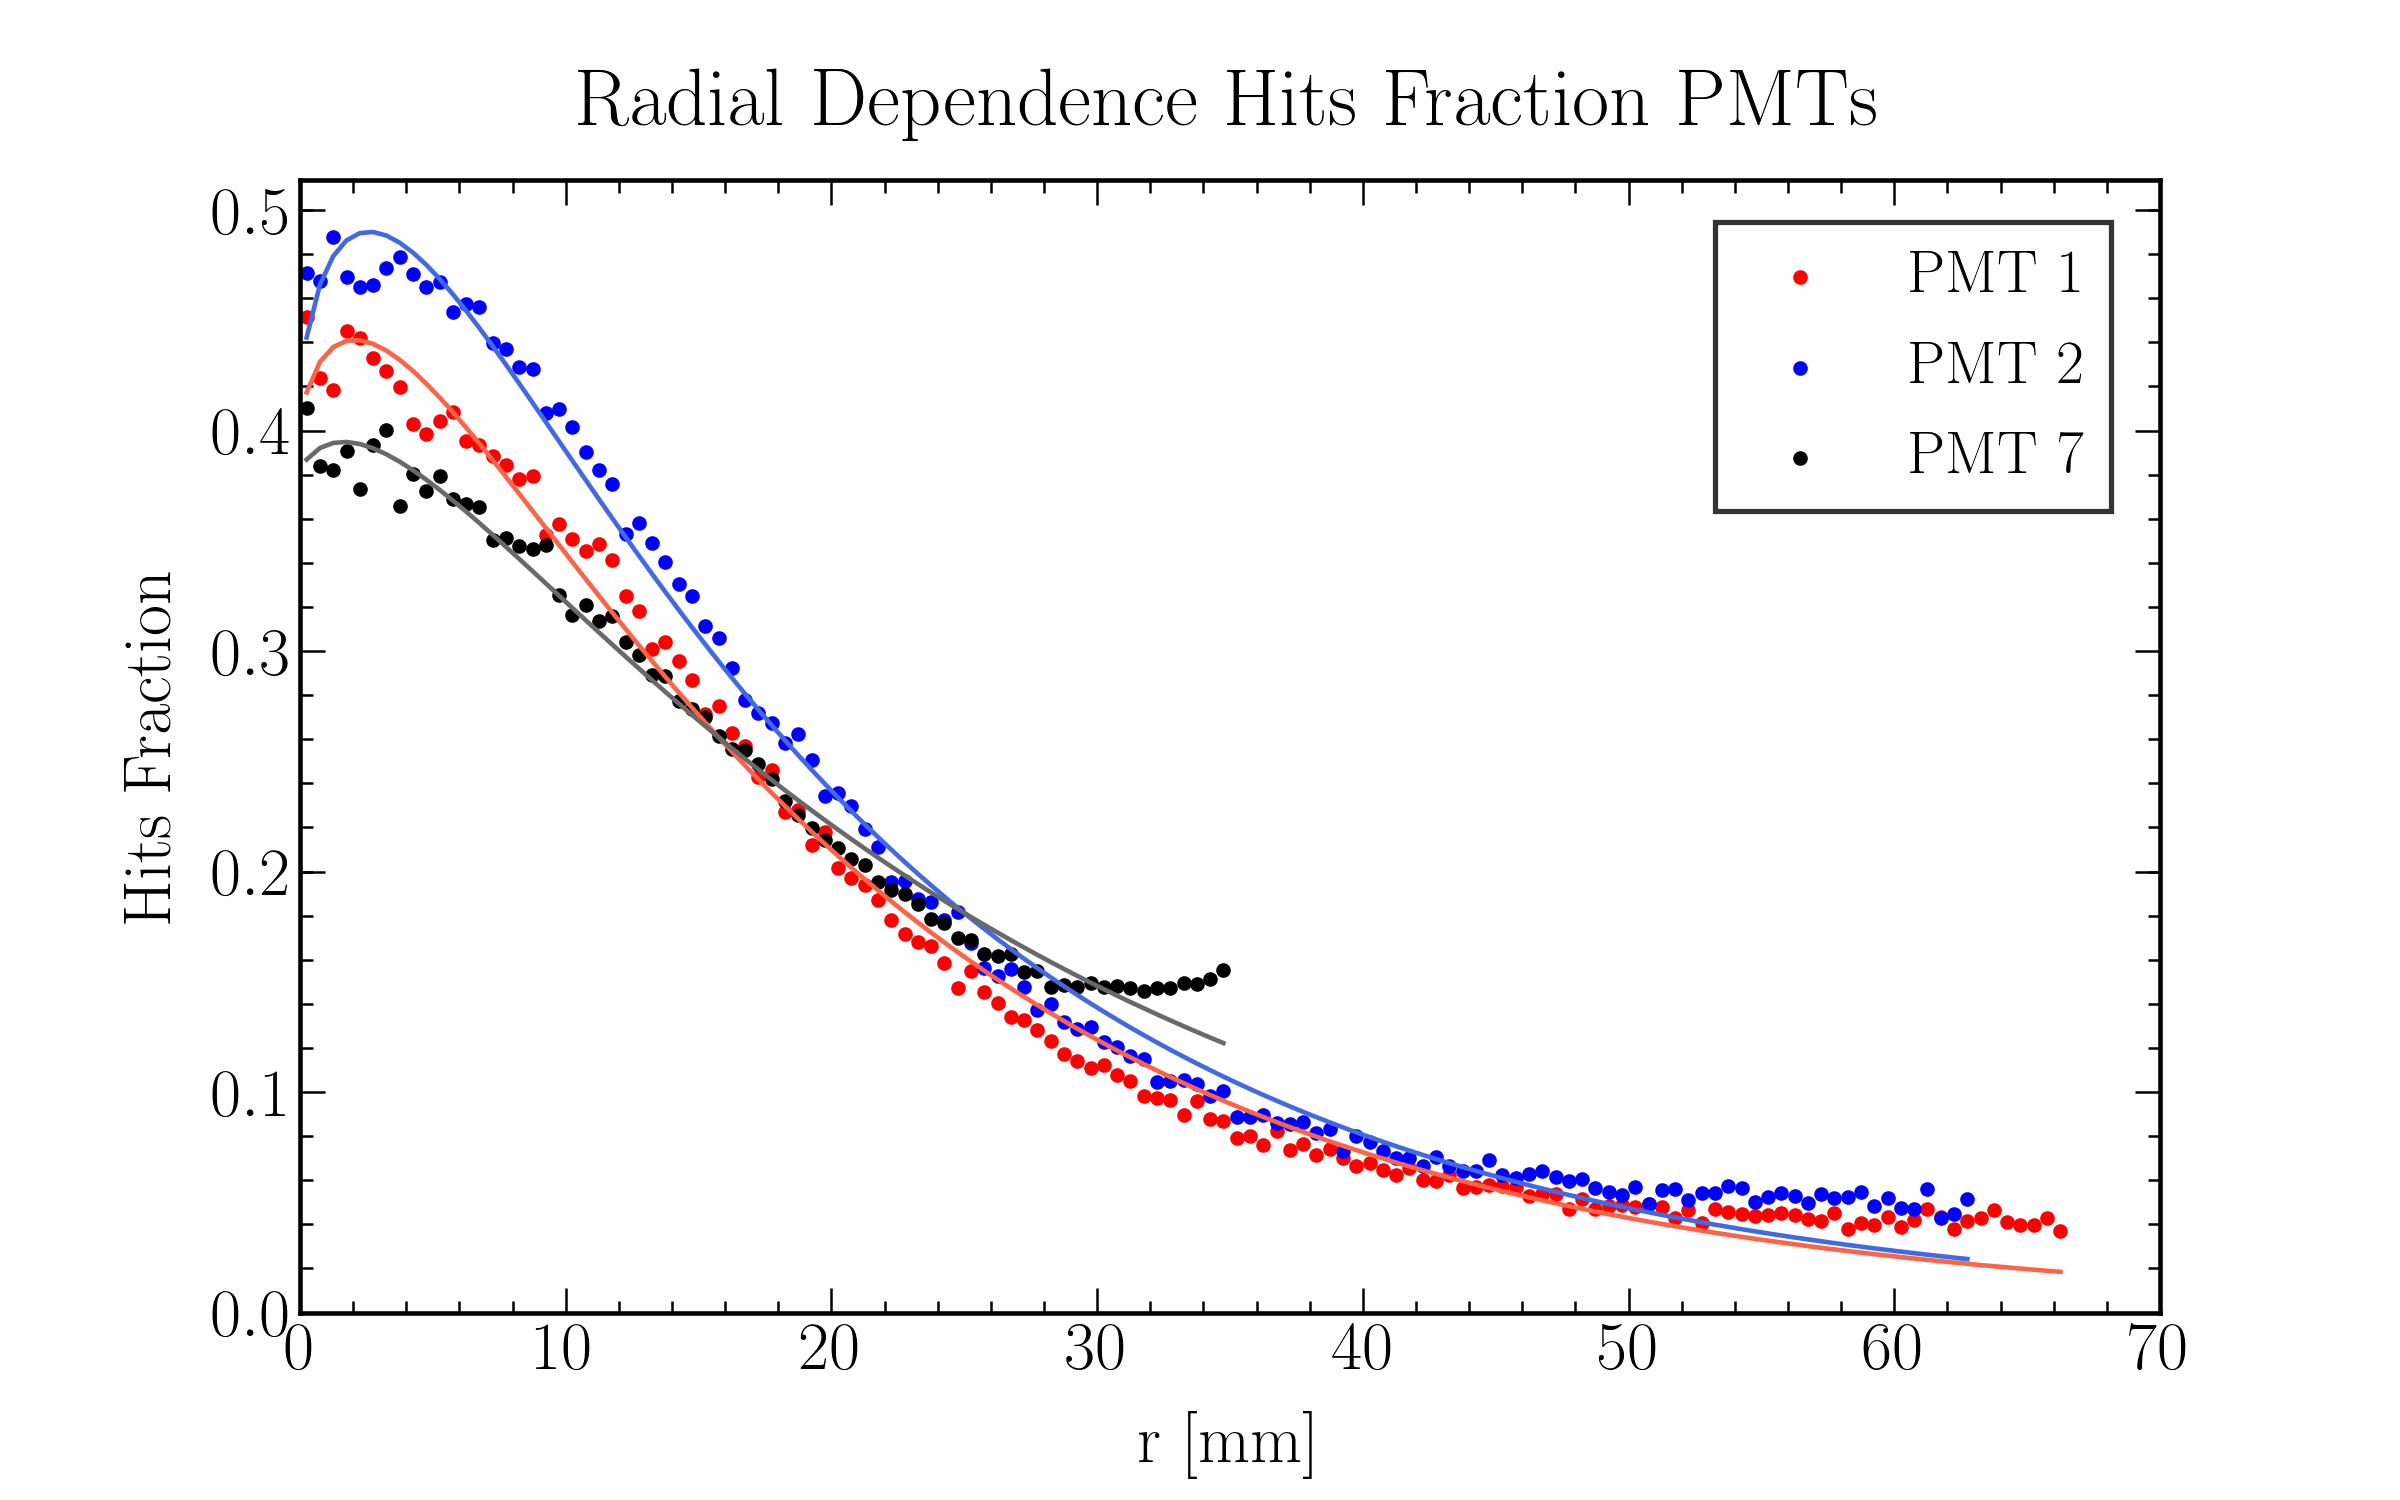 Radial Dependence Hits Fraction PMTs
0.5
0.4
0.3
0.2
0.1
0.0
Hits Fraction
PMT 1
PMT 2
PMT 7
0 10 20 30 40 50 60 70
r [mm]